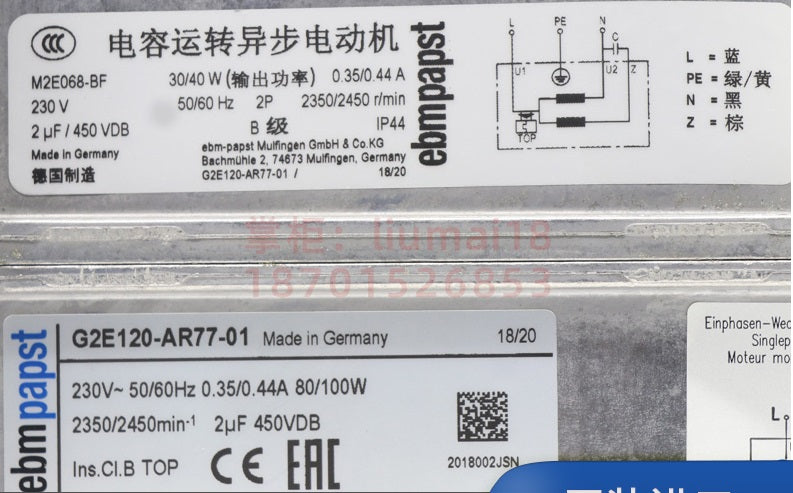 CCC
电容运转异步电动机
M2E068-BF 30/40 W (输出功率) 0.35/0.44 A
230 V 50/60 Hz 2P 2350/2450 r/min
2 µF / 450 VDB B 级 IP44
Made in Germany ebm-papst Mulfingen GmbH & Co.KG
Bachmühle 2, 74673 Mulfingen, Germany
德国制造 G2E120-AR77-01 / 18/20
ebmpapst
L PE N
C
U1 U2 Z
TOP
L = 蓝
PE = 绿/黄
N = 黑
Z = 棕
掌柜：liumai18
18701526853
ebmpapst
G2E120-AR77-01 Made in Germany 18/20
230V~ 50/60Hz 0.35/0.44A 80/100W
2350/2450min-1 2µF 450VDB
Ins.Cl.B TOP CE EAC
2018002JSN
Einphasen-Wec
Singlep
Moteur mo
L